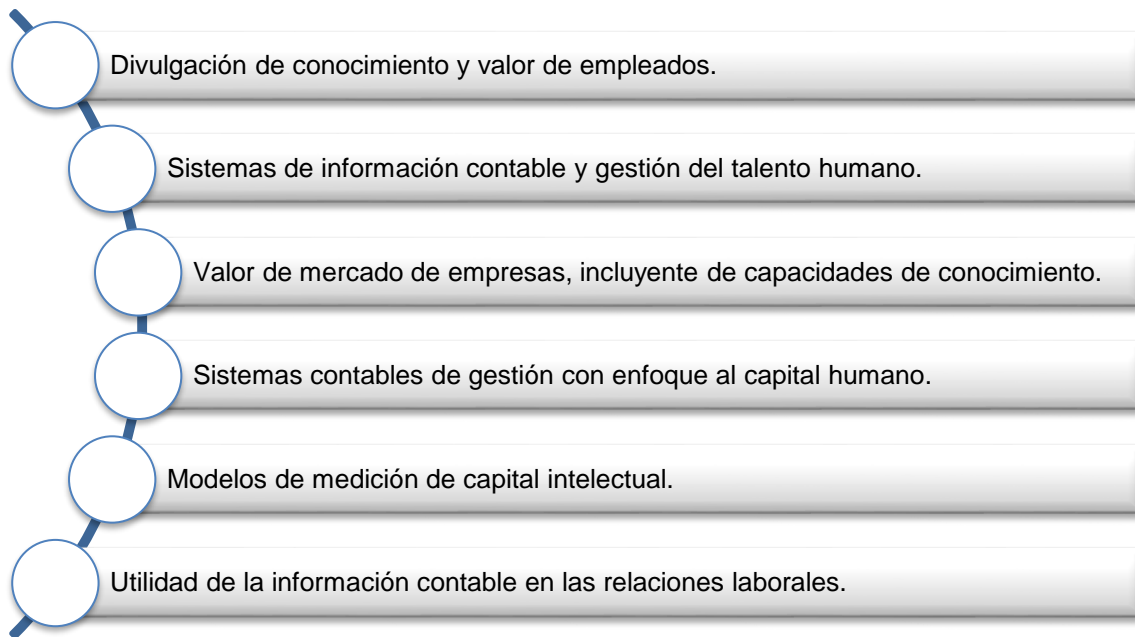 Divulgación de conocimiento y valor de empleados.
Sistemas de información contable y gestión del talento humano.
Valor de mercado de empresas, incluyente de capacidades de conocimiento.
Sistemas contables de gestión con enfoque al capital humano.
Modelos de medición de capital intelectual.
Utilidad de la información contable en las relaciones laborales.